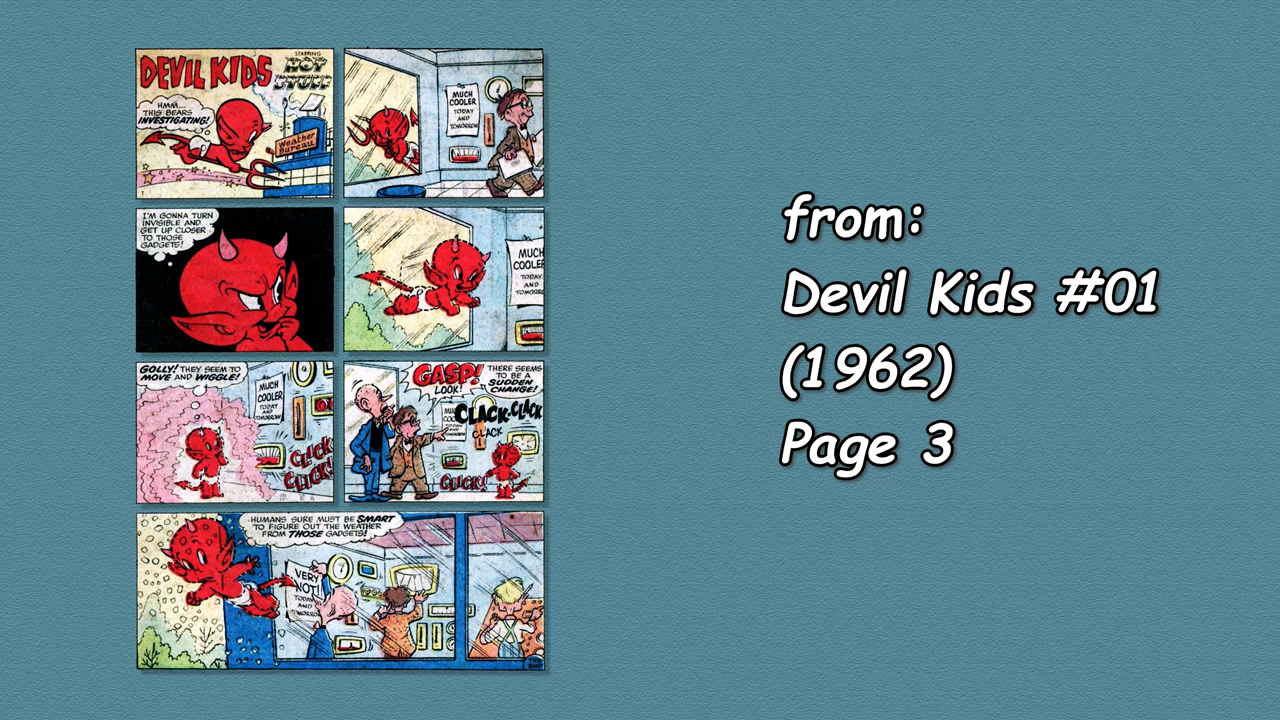 STARRING
DEVIL KIDS HOT
STUFF
HMM...
THIS BEARS
INVESTIGATING!
Weather
Bureau
1
MUCH
COOLER
TODAY
AND
TOMORROW
I'M GONNA TURN
INVISIBLE AND
GET UP CLOSER
TO THOSE
GADGETS!
MUCH
COOLER
TODAY
AND
TOMORROW
GOLLY! THEY SEEM TO
MOVE AND WIGGLE!
MUCH
COOLER
TODAY
AND
TOMORROW
CLICK
CLICK!
GASP!
LOOK!
THERE SEEMS
TO BE A
SUDDEN
CHANGE!
CLACK-CLACK
CLACK
CLICK!
HUMANS SURE MUST BE SMART
TO FIGURE OUT THE WEATHER
FROM THOSE GADGETS!
VERY
HOT!
TODAY
AND
TOMORROW
THE
END
from:
Devil Kids #01
(1962)
Page 3